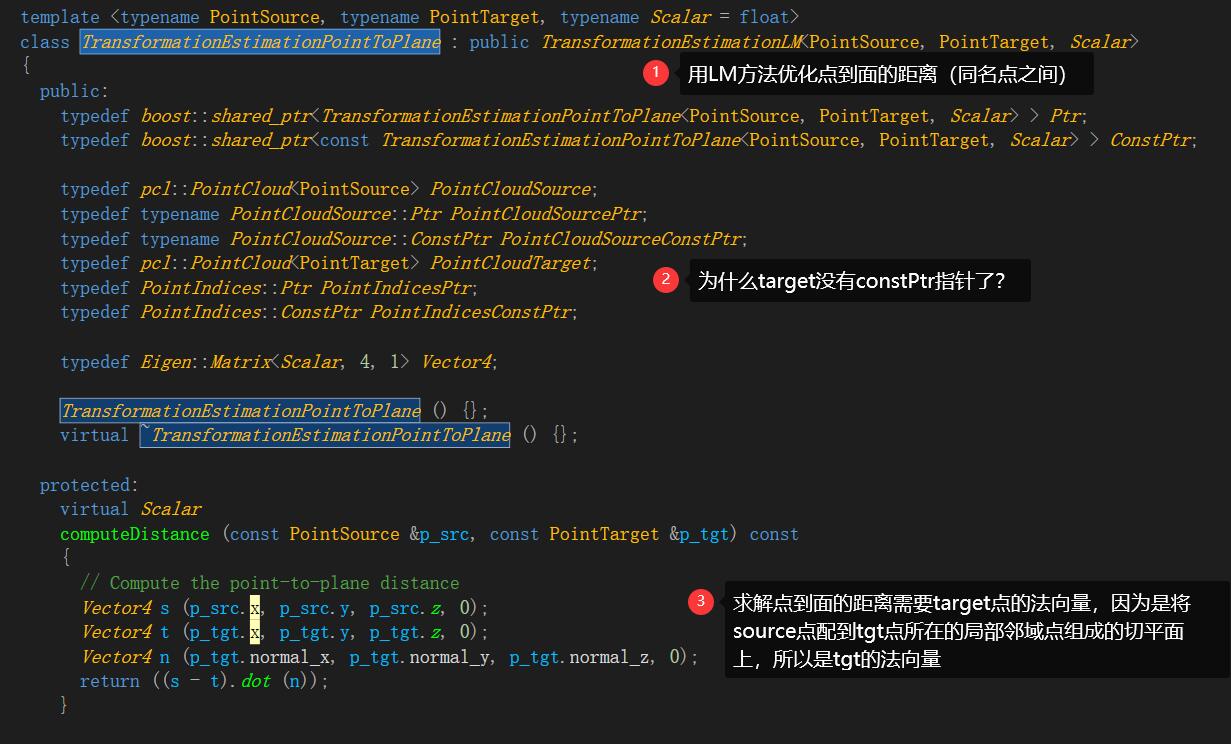 template <typename PointSource, typename PointTarget, typename Scalar = float>
class TransformationEstimationPointToPlane : public TransformationEstimationLM<PointSource, PointTarget, Scalar>
{
1 用LM方法优化点到面的距离（同名点之间）
public:
typedef boost::shared_ptr<TransformationEstimationPointToPlane<PointSource, PointTarget, Scalar> > Ptr;
typedef boost::shared_ptr<const TransformationEstimationPointToPlane<PointSource, PointTarget, Scalar> > ConstPtr;
typedef pcl::PointCloud<PointSource> PointCloudSource;
typedef typename PointCloudSource::Ptr PointCloudSourcePtr;
typedef typename PointCloudSource::ConstPtr PointCloudSourceConstPtr;
typedef pcl::PointCloud<PointTarget> PointCloudTarget;
2 为什么target没有constPtr指针了?
typedef PointIndices::Ptr PointIndicesPtr;
typedef PointIndices::ConstPtr PointIndicesConstPtr;
typedef Eigen::Matrix<Scalar, 4, 1> Vector4;
TransformationEstimationPointToPlane () {};
virtual ~TransformationEstimationPointToPlane () {};
protected:
virtual Scalar
computeDistance (const PointSource &p_src, const PointTarget &p_tgt) const
{
// Compute the point-to-plane distance
Vector4 s (p_src.x, p_src.y, p_src.z, 0);
Vector4 t (p_tgt.x, p_tgt.y, p_tgt.z, 0);
Vector4 n (p_tgt.normal_x, p_tgt.normal_y, p_tgt.normal_z, 0);
return ((s - t).dot (n));
}
3 求解点到面的距离需要target点的法向量，因为是将
source点配到tgt点所在的局部邻域点组成的切平面
上，所以是tgt的法向量